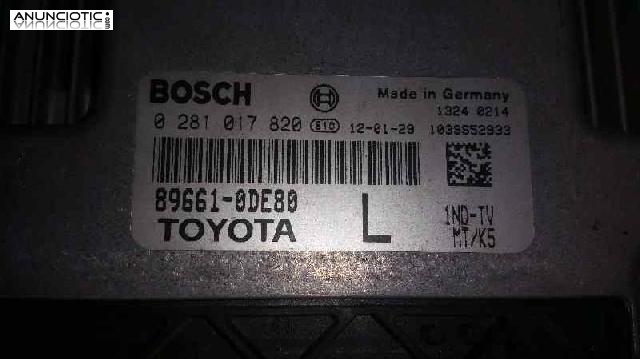 ANUNCIOTIC
.com
BOSCH
Made in Germany
1324 0214
0 281 017 820 12-01-29 1039S52933
89661-0DE80
TOYOTA L
1ND-TV
MT/K5